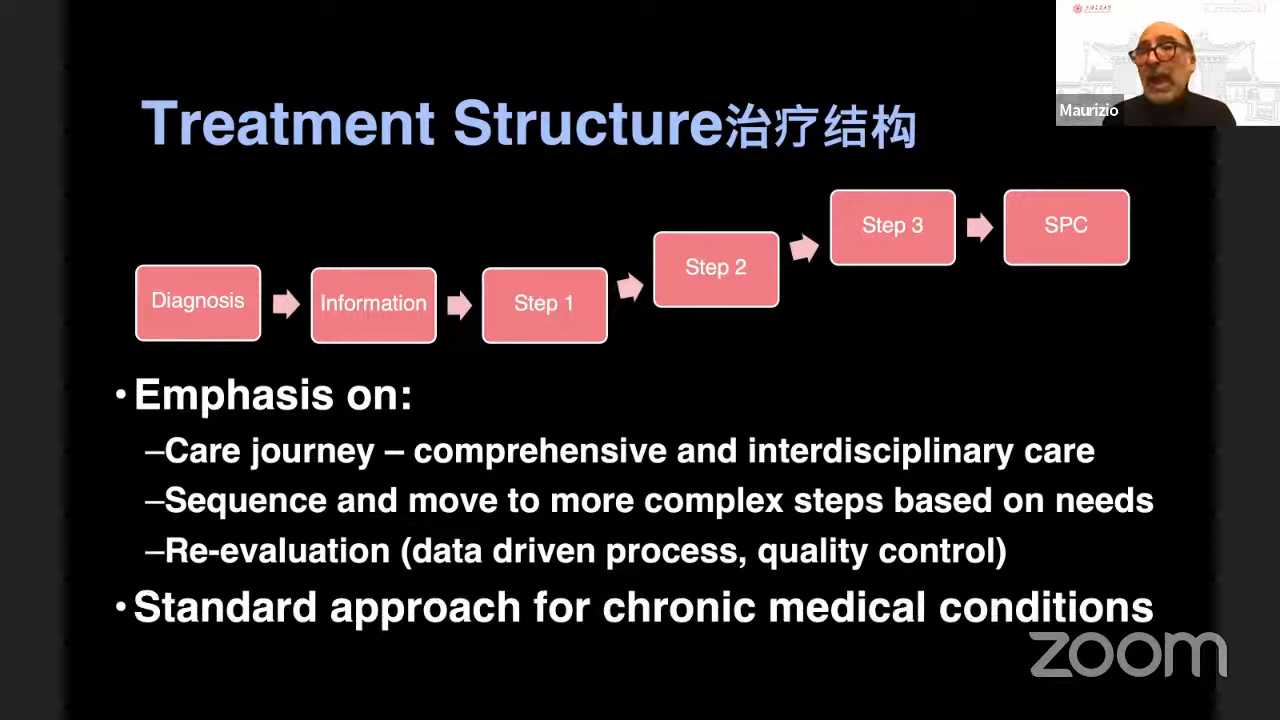 Maurizio
Treatment Structure治疗结构
Diagnosis
Information
Step 1
Step 2
Step 3
SPC
• Emphasis on:
–Care journey – comprehensive and interdisciplinary care
–Sequence and move to more complex steps based on needs
–Re-evaluation (data driven process, quality control)
• Standard approach for chronic medical conditions
zoom